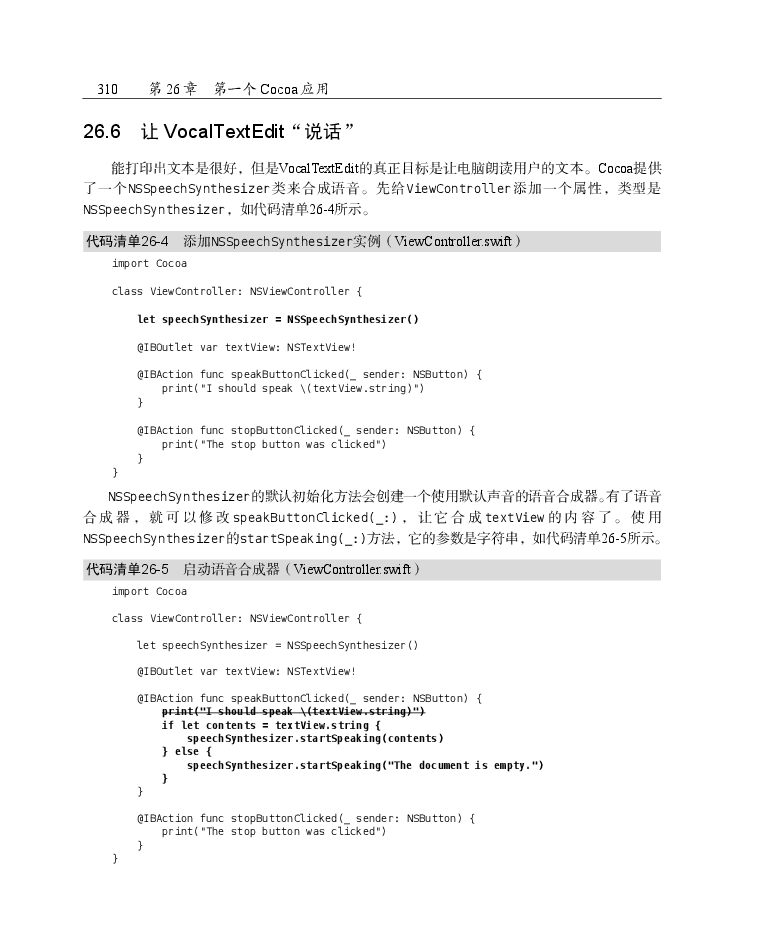 310 第 26 章 第一个 Cocoa 应用
26.6 让 VocalTextEdit“说话”
能打印出文本是很好，但是VocalTextEdit的真正目标是让电脑朗读用户的文本。Cocoa提供
了一个NSSpeechSynthesizer类来合成语音。先给ViewController添加一个属性，类型是
NSSpeechSynthesizer，如代码清单26-4所示。
代码清单26-4 添加NSSpeechSynthesizer实例（ViewController.swift）
import Cocoa
class ViewController: NSViewController {
    let speechSynthesizer = NSSpeechSynthesizer()
    @IBOutlet var textView: NSTextView!
    @IBAction func speakButtonClicked(_ sender: NSButton) {
        print("I should speak \(textView.string)")
    }
    @IBAction func stopButtonClicked(_ sender: NSButton) {
        print("The stop button was clicked")
    }
}
NSSpeechSynthesizer的默认初始化方法会创建一个使用默认声音的语音合成器。有了语音
合成器，就可以修改speakButtonClicked(_:)，让它合成textView的内容了。使用
NSSpeechSynthesizer的startSpeaking(_:)方法，它的参数是字符串，如代码清单26-5所示。
代码清单26-5 启动语音合成器（ViewController.swift）
import Cocoa
class ViewController: NSViewController {
    let speechSynthesizer = NSSpeechSynthesizer()
    @IBOutlet var textView: NSTextView!
    @IBAction func speakButtonClicked(_ sender: NSButton) {
        print("I should speak \(textView.string)")
        if let contents = textView.string {
            speechSynthesizer.startSpeaking(contents)
        } else {
            speechSynthesizer.startSpeaking("The document is empty.")
        }
    }
    @IBAction func stopButtonClicked(_ sender: NSButton) {
        print("The stop button was clicked")
    }
}